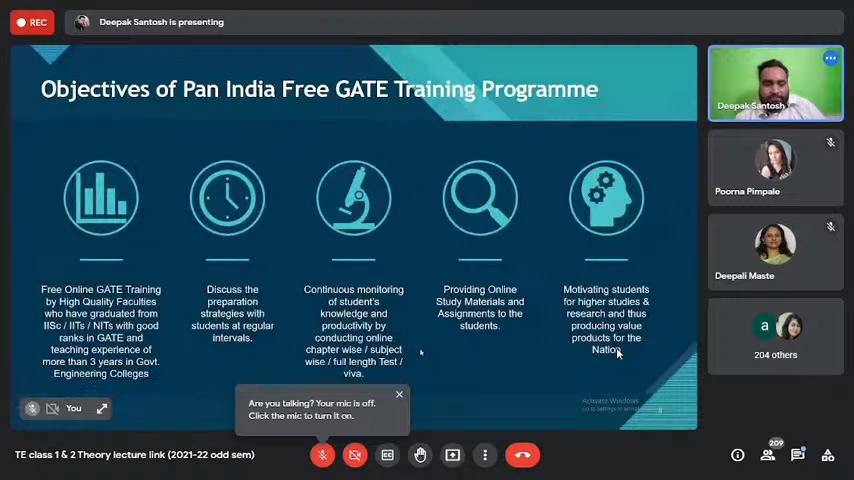 REC
Deepak Santosh is presenting
Objectives of Pan India Free GATE Training Programme
Free Online GATE Training
by High Quality Faculties
who have graduated from
IISc / IITs / NITs with good
ranks in GATE and
teaching experience of
more than 3 years in Govt.
Engineering Colleges
Discuss the
preparation
strategies with
students at regular
intervals.
Continuous monitoring
of student's
knowledge and
productivity by
conducting online
chapter wise / subject
wise / full length Test /
viva.
Providing Online
Study Materials and
Assignments to the
students.
Motivating students
for higher studies &
research and thus
producing value
products for the
Nation
Activate Windows
8
Deepak Santosh
Poorna Pimpale
Deepali Maste
a
204 others
You
Are you talking? Your mic is off.
Click the mic to turn it on.
TE class 1 & 2 Theory lecture link (2021-22 odd sem)
CC
209